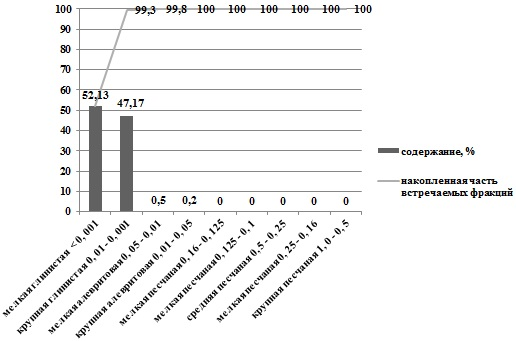 100
90
80
70
60
50
40
30
20
10
0
99,3 99,8 100 100 100 100 100 100
52,13
47,17
0,5 0,2 0 0 0 0 0
мелкая глинистая < 0, 001
крупная глинистая 0, 01 - 0, 001
мелкая алевритовая 0, 05 - 0, 01
крупная алевритовая 0, 01 - 0, 05
мелкая песчаная 0, 16 - 0, 125
мелкая песчаная 0, 125 - 0, 1
средняя песчаная 0, 5 - 0, 25
мелкая песчаная 0, 25 - 0, 16
крупная песчаная 1, 0 - 0, 5
содержание, %
накопленная часть
встречаемых фракций